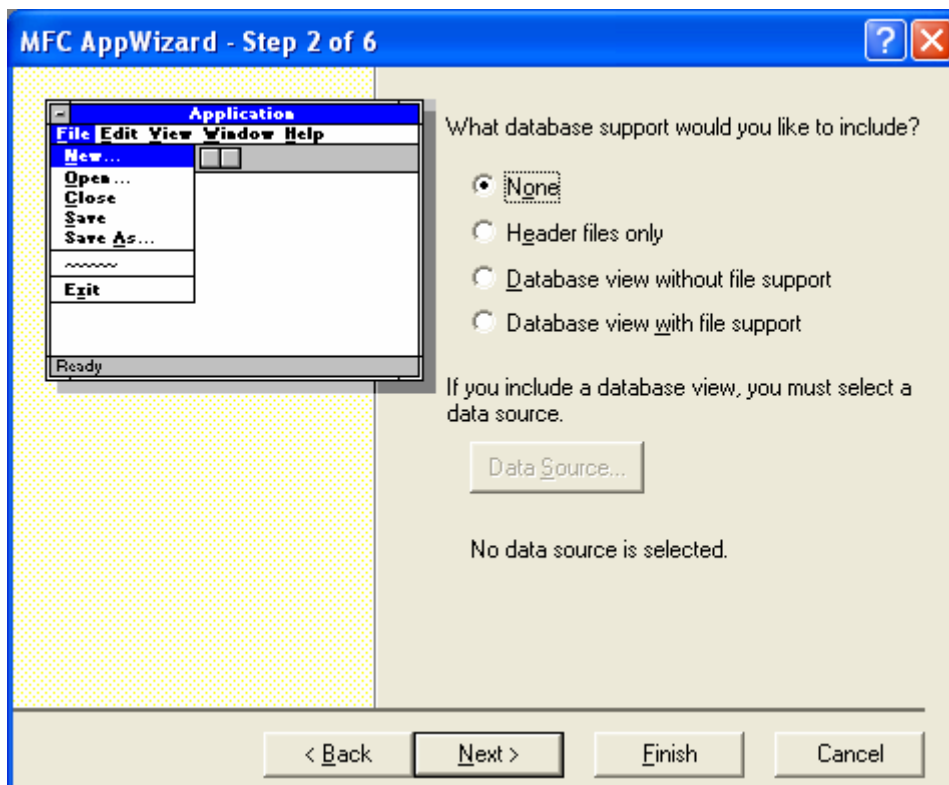 MFC AppWizard - Step 2 of 6
Application
File Edit View Window Help
New...
Open...
Close
Save
Save As...
Exit
Ready
What database support would you like to include?
None
Header files only
Database view without file support
Database view with file support
If you include a database view, you must select a
data source.
Data Source...
No data source is selected.
< Back Next > Finish Cancel